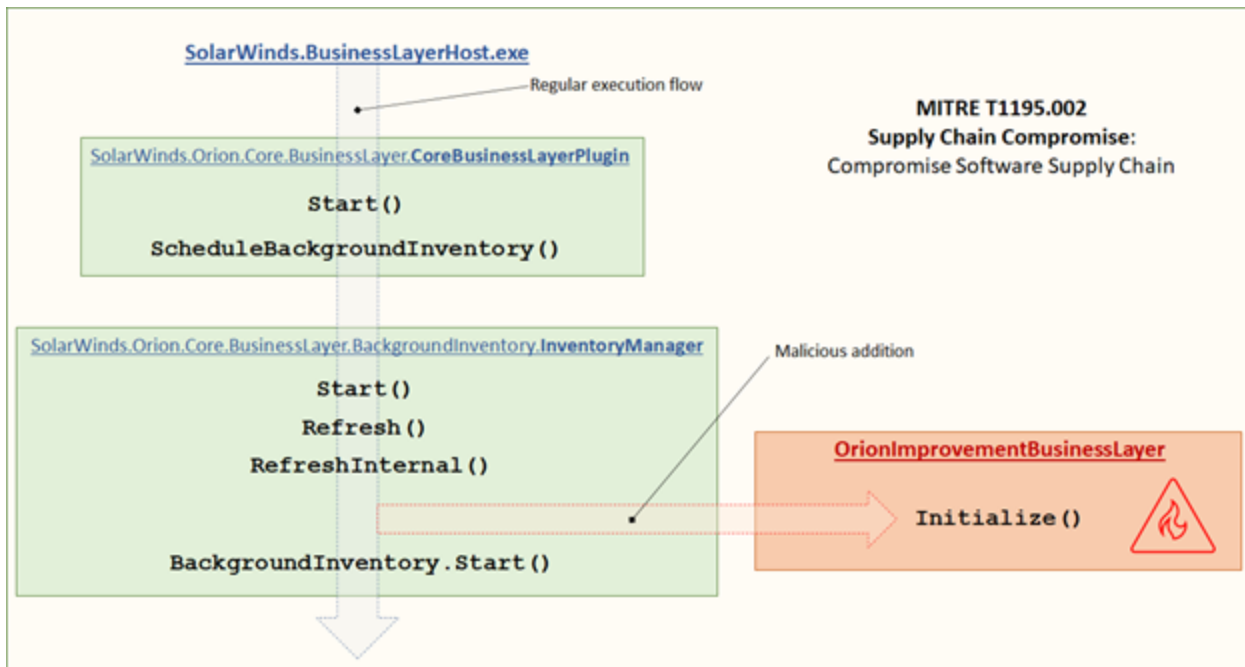 SolarWinds.BusinessLayerHost.exe
Regular execution flow
MITRE T1195.002
Supply Chain Compromise:
Compromise Software Supply Chain
SolarWinds.Orion.Core.BusinessLayer.CoreBusinessLayerPlugin
Start()
ScheduleBackgroundInventory()
SolarWinds.Orion.Core.BusinessLayer.BackgroundInventory.InventoryManager
Malicious addition
Start()
Refresh()
RefreshInternal()
OrionImprovementBusinessLayer
Initialize()
BackgroundInventory.Start()